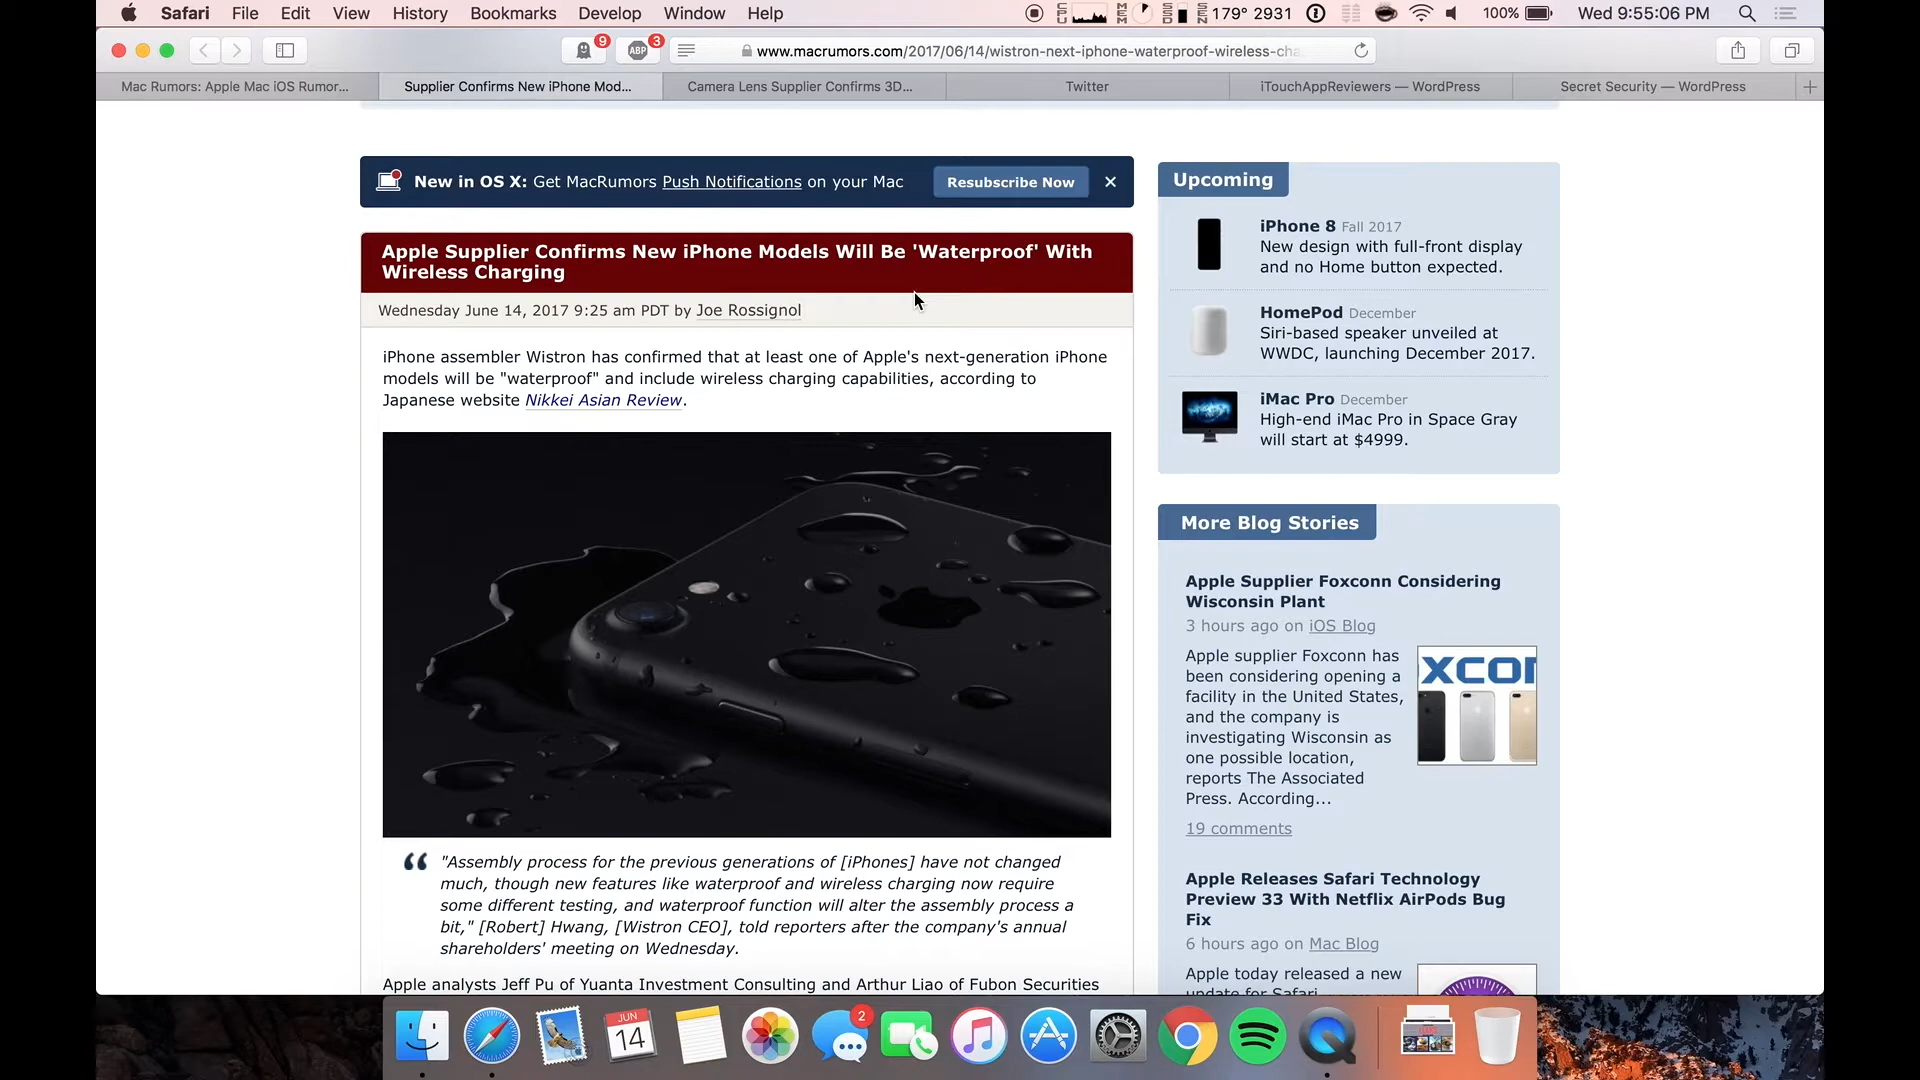 Safari File Edit View History Bookmarks Develop Window Help
CPU MEM SSD SEN 179° 2931 100% Wed 9:55:06 PM
9 ABP 3 www.macrumors.com/2017/06/14/wistron-next-iphone-waterproof-wireless-cha
Mac Rumors: Apple Mac iOS Rumor... Supplier Confirms New iPhone Mod... Camera Lens Supplier Confirms 3D... Twitter iTouchAppReviewers — WordPress Secret Security — WordPress
New in OS X: Get MacRumors Push Notifications on your Mac Resubscribe Now
Apple Supplier Confirms New iPhone Models Will Be 'Waterproof' With
Wireless Charging
Wednesday June 14, 2017 9:25 am PDT by Joe Rossignol
iPhone assembler Wistron has confirmed that at least one of Apple's next-generation iPhone
models will be "waterproof" and include wireless charging capabilities, according to
Japanese website Nikkei Asian Review.
"Assembly process for the previous generations of [iPhones] have not changed
much, though new features like waterproof and wireless charging now require
some different testing, and waterproof function will alter the assembly process a
bit," [Robert] Hwang, [Wistron CEO], told reporters after the company's annual
shareholders' meeting on Wednesday.
Apple analysts Jeff Pu of Yuanta Investment Consulting and Arthur Liao of Fubon Securities
Upcoming
iPhone 8 Fall 2017
New design with full-front display
and no Home button expected.
HomePod December
Siri-based speaker unveiled at
WWDC, launching December 2017.
iMac Pro December
High-end iMac Pro in Space Gray
will start at $4999.
More Blog Stories
Apple Supplier Foxconn Considering
Wisconsin Plant
3 hours ago on iOS Blog
Apple supplier Foxconn has
been considering opening a
facility in the United States,
and the company is
investigating Wisconsin as
one possible location,
reports The Associated
Press. According...
XCON
19 comments
Apple Releases Safari Technology
Preview 33 With Netflix AirPods Bug
Fix
6 hours ago on Mac Blog
Apple today released a new
update for Safari
JUN
14
2